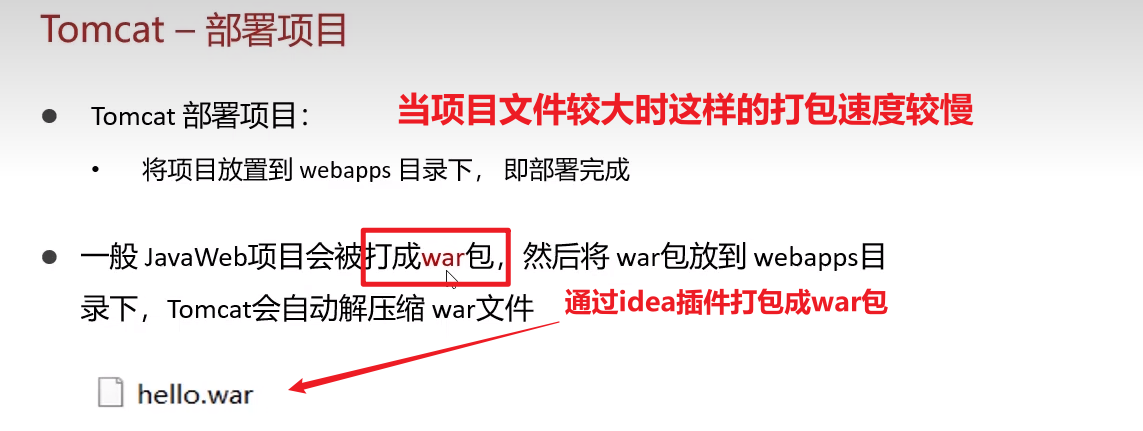 Tomcat – 部署项目
Tomcat 部署项目：
当项目文件较大时这样的打包速度较慢
将项目放置到 webapps 目录下， 即部署完成
一般 JavaWeb项目会被打成war包，然后将 war包放到 webapps目
录下，Tomcat会自动解压缩 war文件
通过idea插件打包成war包
hello.war